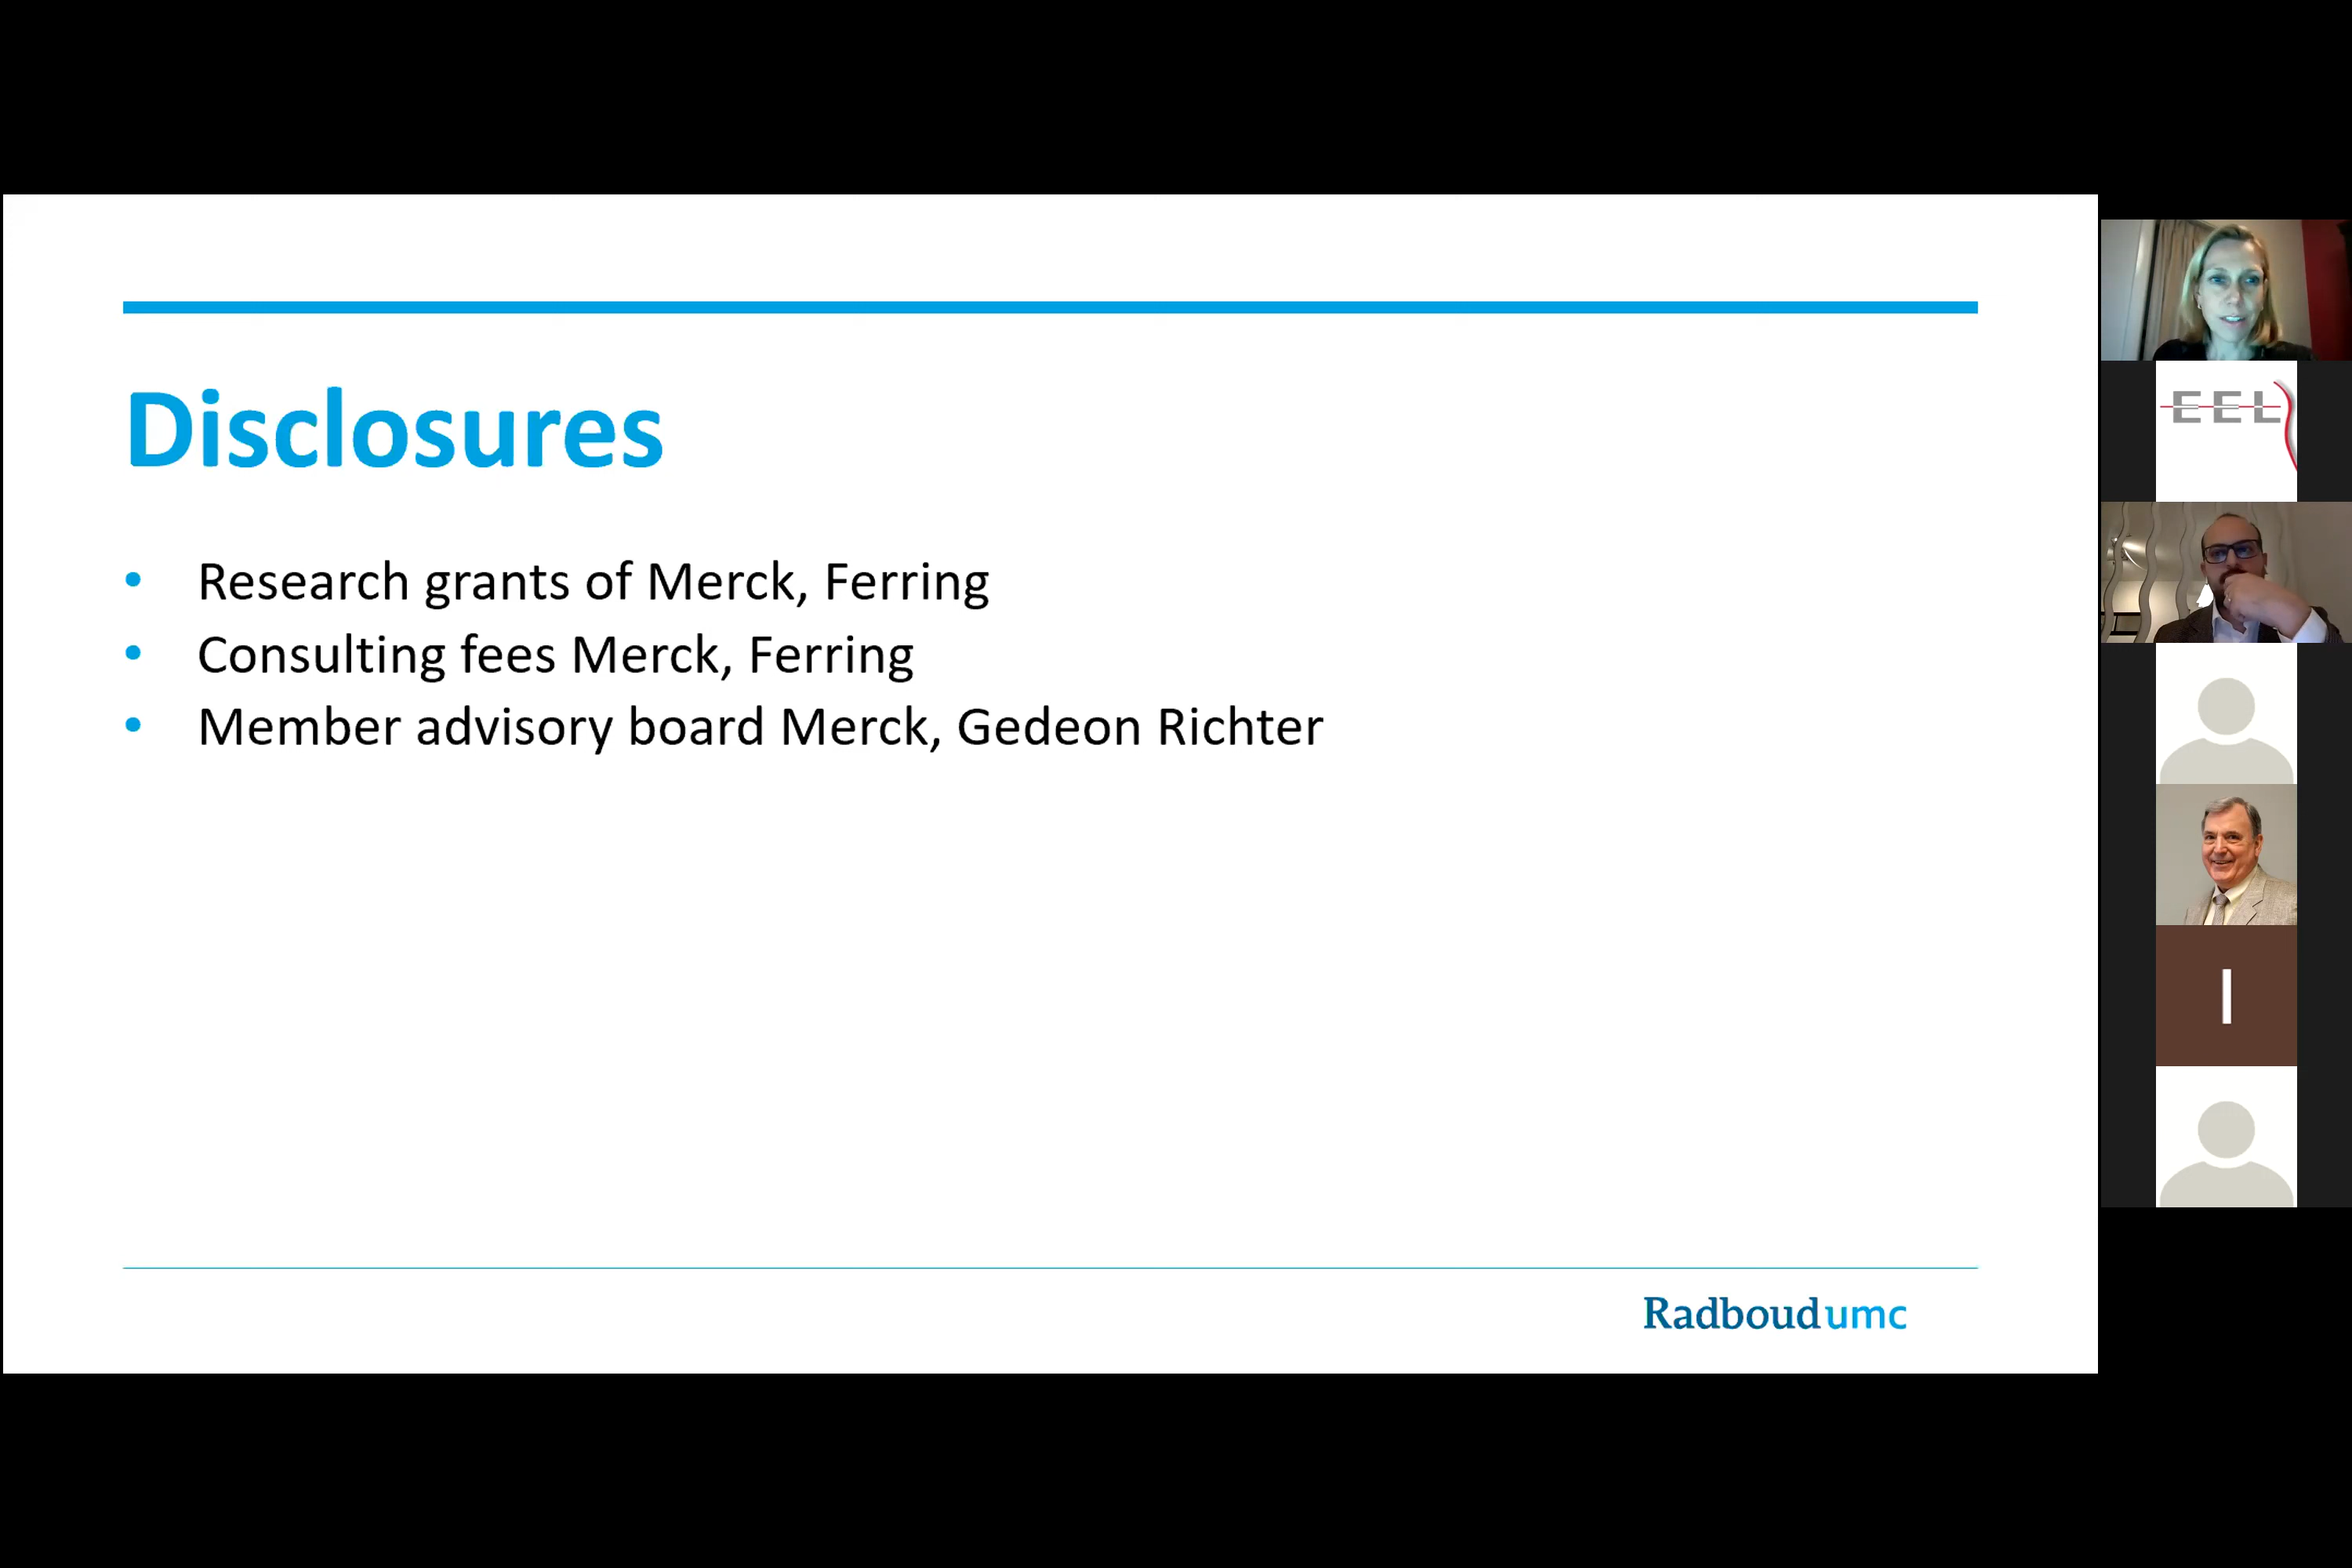 Disclosures
• Research grants of Merck, Ferring
• Consulting fees Merck, Ferring
• Member advisory board Merck, Gedeon Richter
Radboudumc
EEL
I